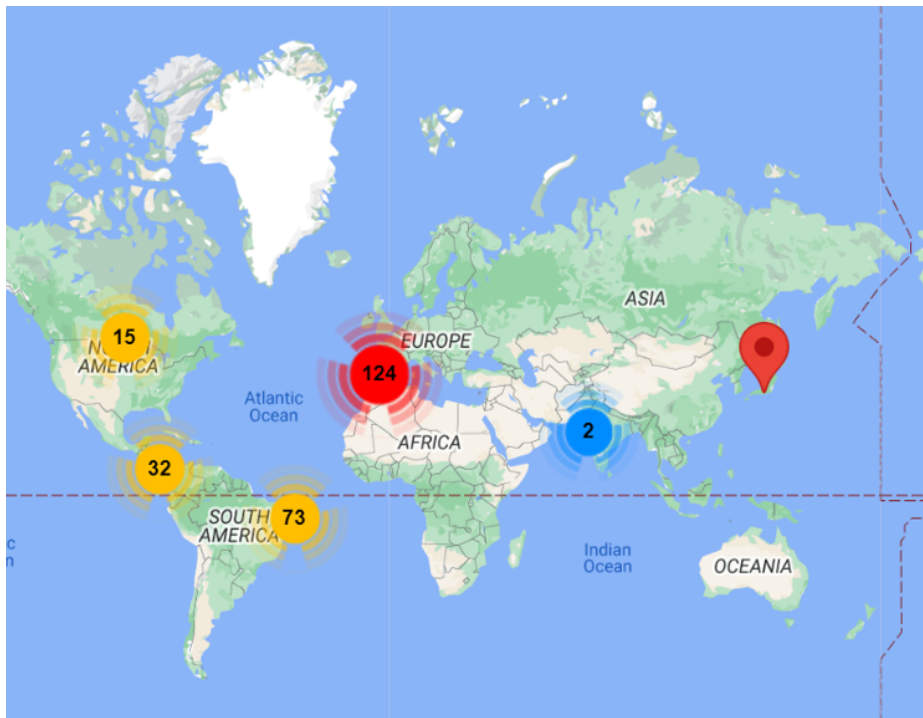 ASIA
15
NORTH
AMERICA
EUROPE
124
Atlantic
Ocean
2
AFRICA
32
73
SOUTH
AMERICA
Indian
Ocean
OCEANIA
c
n